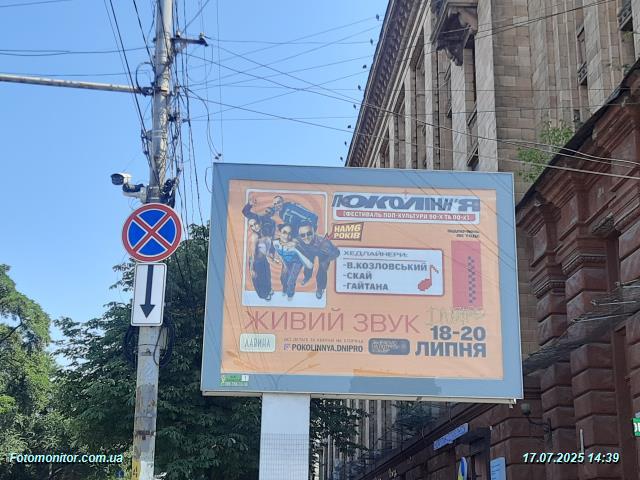 ПОКОЛІННЯ
[ФЕСТИВАЛЬ ПОП-КУЛЬТУРИ 90-Х ТА 00-Х]
НАМ 6
РОКІВ
ХЕДЛАЙНЕРИ:
-В.КОЗЛОВСЬКИЙ
-СКАЙ
-ГАЙТАНА
ЖИВИЙ ЗВУК
18-20
ЛИПНЯ
ЛАВИНА
POKOLINNYA.DNIPRO
Fotomonitor.com.ua
17.07.2025 14:39